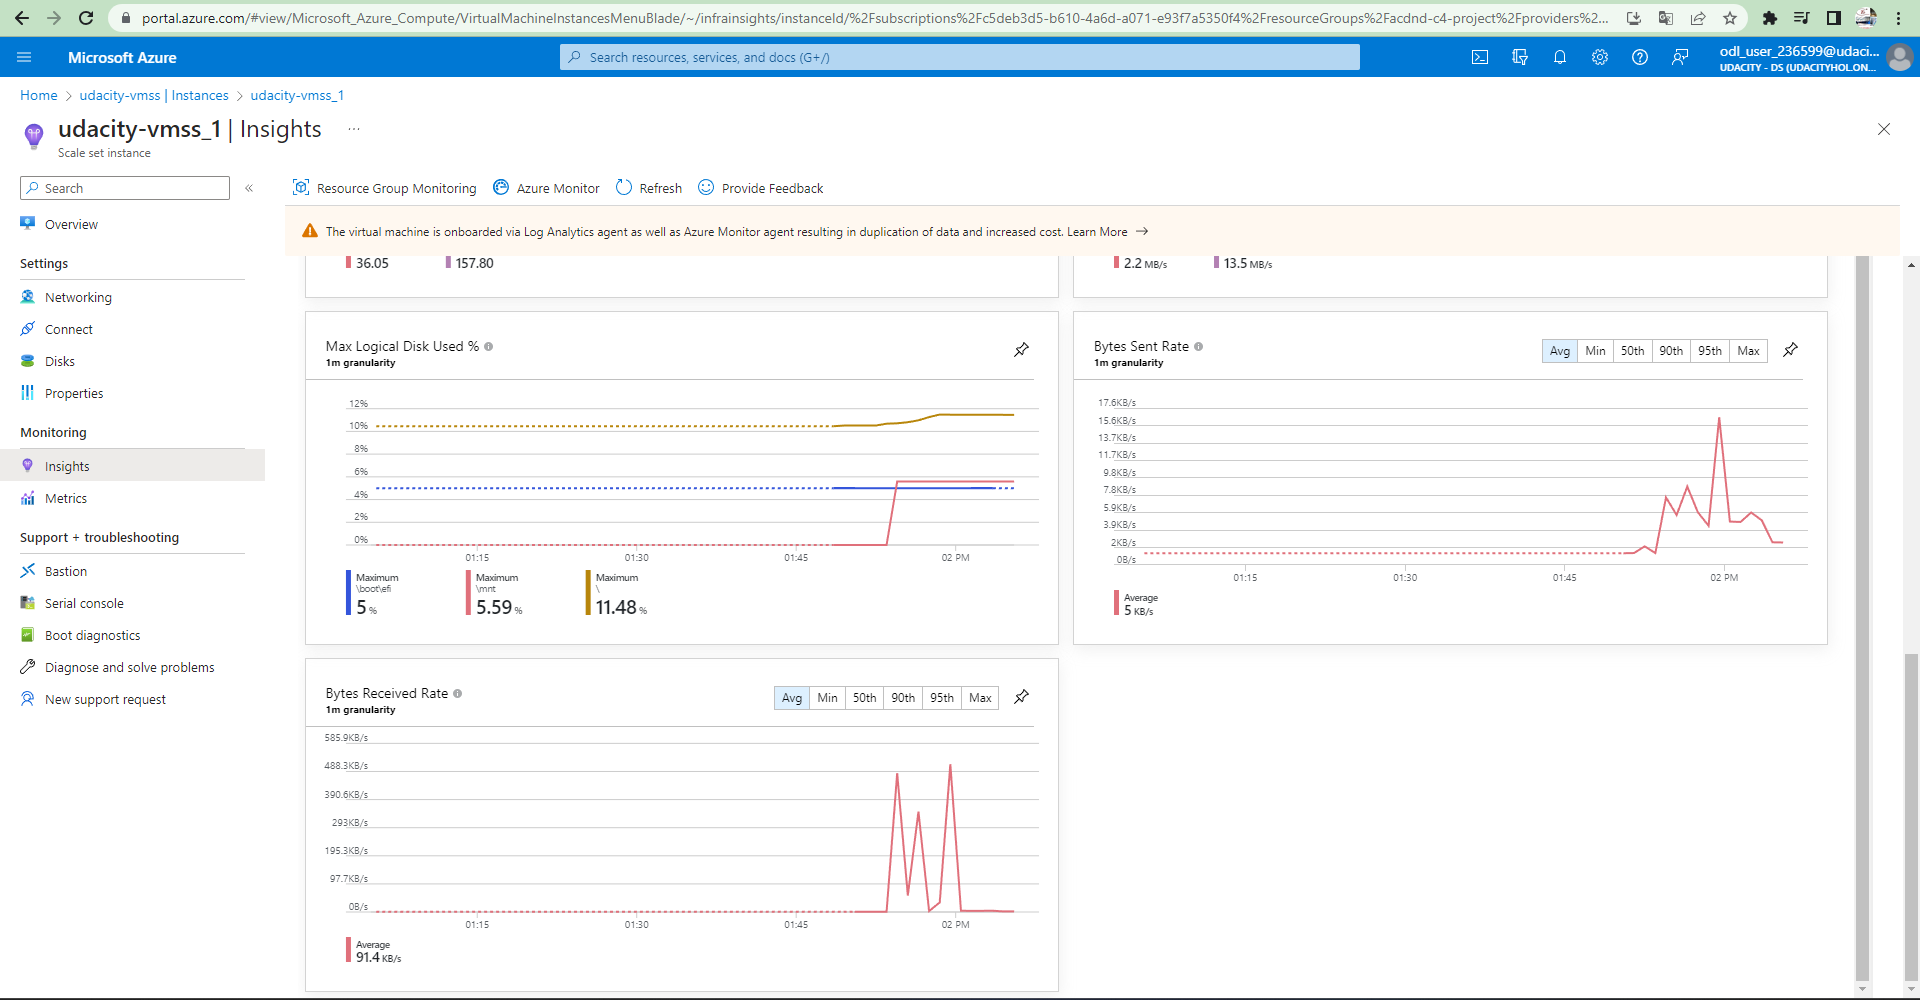 portal.azure.com/#view/Microsoft_Azure_Compute/VirtualMachineInstancesMenuBlade/~/infrainsights/instanceId/%2Fsubscriptions%2Fc5deb3d5-b610-4a6d-a071-e93f7a5350f4%2FresourceGroups%2Facdnd-c4-project%2Fproviders%2...
Microsoft Azure
Search resources, services, and docs (G+/)
odl_user_236599@udaci...
UDACITY - DS (UDACITYHOL.ON...
Home > udacity-vmss | Instances > udacity-vmss_1
udacity-vmss_1 | Insights ...
Scale set instance
Search
«
Overview
Settings
Networking
Connect
Disks
Properties
Monitoring
Insights
Metrics
Support + troubleshooting
Bastion
Serial console
Boot diagnostics
Diagnose and solve problems
New support request
Resource Group Monitoring
Azure Monitor
Refresh
Provide Feedback
The virtual machine is onboarded via Log Analytics agent as well as Azure Monitor agent resulting in duplication of data and increased cost. Learn More →
36.05
157.80
2.2 MB/s
13.5 MB/s
Max Logical Disk Used %
1m granularity
12%
10%
8%
6%
4%
2%
0%
01:15
01:30
01:45
02 PM
Maximum
\boot\efi
5 %
Maximum
\mnt
5.59 %
Maximum
\
11.48 %
Bytes Sent Rate
1m granularity
Avg
Min
50th
90th
95th
Max
17.6KB/s
15.6KB/s
13.7KB/s
11.7KB/s
9.8KB/s
7.8KB/s
5.9KB/s
3.9KB/s
2KB/s
0B/s
01:15
01:30
01:45
02 PM
Average
5 KB/s
Bytes Received Rate
1m granularity
Avg
Min
50th
90th
95th
Max
585.9KB/s
488.3KB/s
390.6KB/s
293KB/s
195.3KB/s
97.7KB/s
0B/s
01:15
01:30
01:45
02 PM
Average
91.4 KB/s